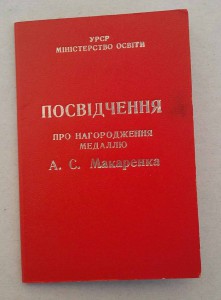 УРСР
МІНІСТЕРСТВО ОСВІТИ
ПОСВІДЧЕННЯ
ПРО НАГОРОДЖЕННЯ
МЕДАЛЛЮ
А. С. Макаренка